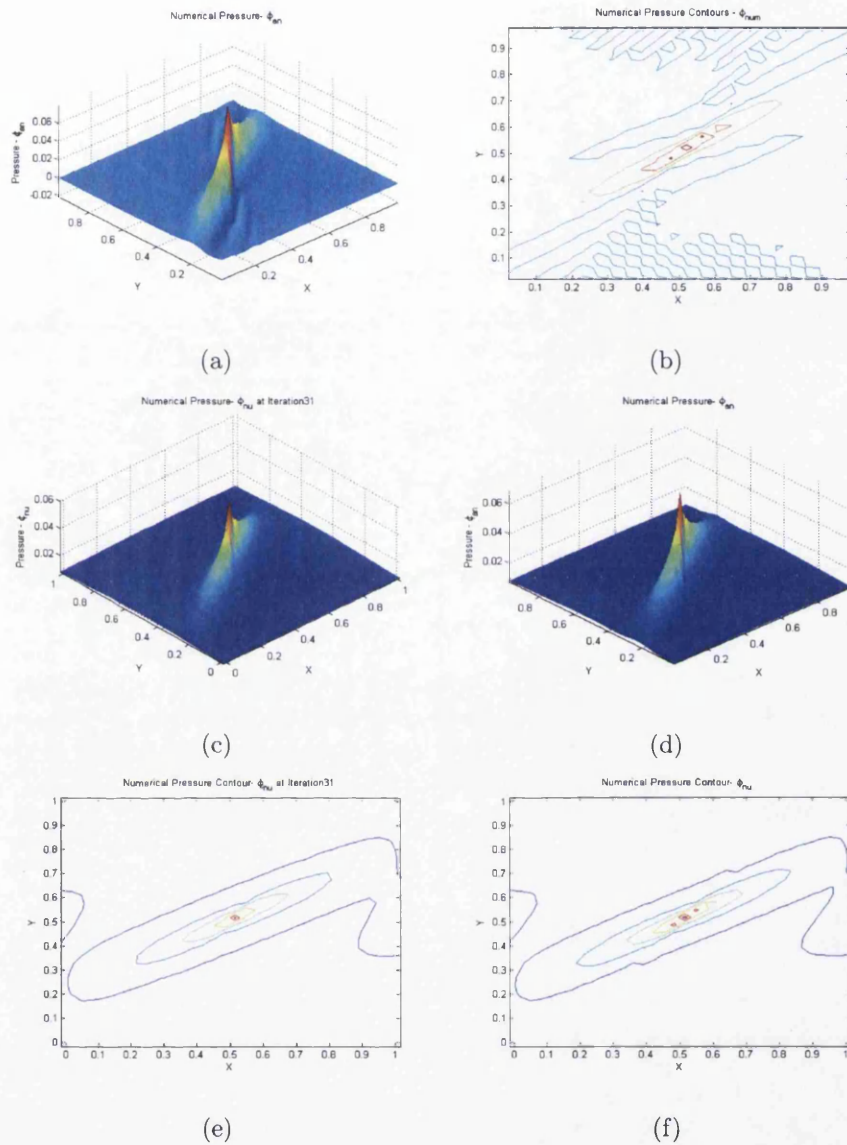 Numerical Pressure- ϕan
Pressure - ϕan
0.06
0.04
0.02
0
-0.02
0.8
0.6
0.4
0.2
Y
0.2
0.4
0.6
0.8
X
(a)
Numerical Pressure Contours - ϕnum
Y
0.9
0.8
0.7
0.6
0.5
0.4
0.3
0.2
0.1
0.1 0.2 0.3 0.4 0.5 0.6 0.7 0.8 0.9
X
(b)
Numerical Pressure- ϕnu at Iteration31
Pressure - ϕnu
0.06
0.04
0.02
1
0.8
0.6
0.4
0.2
0
Y
0
0.2
0.4
0.6
0.8
1
X
(c)
Numerical Pressure- ϕan
Pressure - ϕan
0.06
0.04
0.02
0.8
0.6
0.4
0.2
Y
0.2
0.4
0.6
0.8
X
(d)
Numerical Pressure Contour- ϕnu at Iteration31
Y
1
0.9
0.8
0.7
0.6
0.5
0.4
0.3
0.2
0.1
0
0 0.1 0.2 0.3 0.4 0.5 0.6 0.7 0.8 0.9 1
X
(e)
Numerical Pressure Contour- ϕnu
Y
1
0.9
0.8
0.7
0.6
0.5
0.4
0.3
0.2
0.1
0
0 0.1 0.2 0.3 0.4 0.5 0.6 0.7 0.8 0.9 1
X
(f)